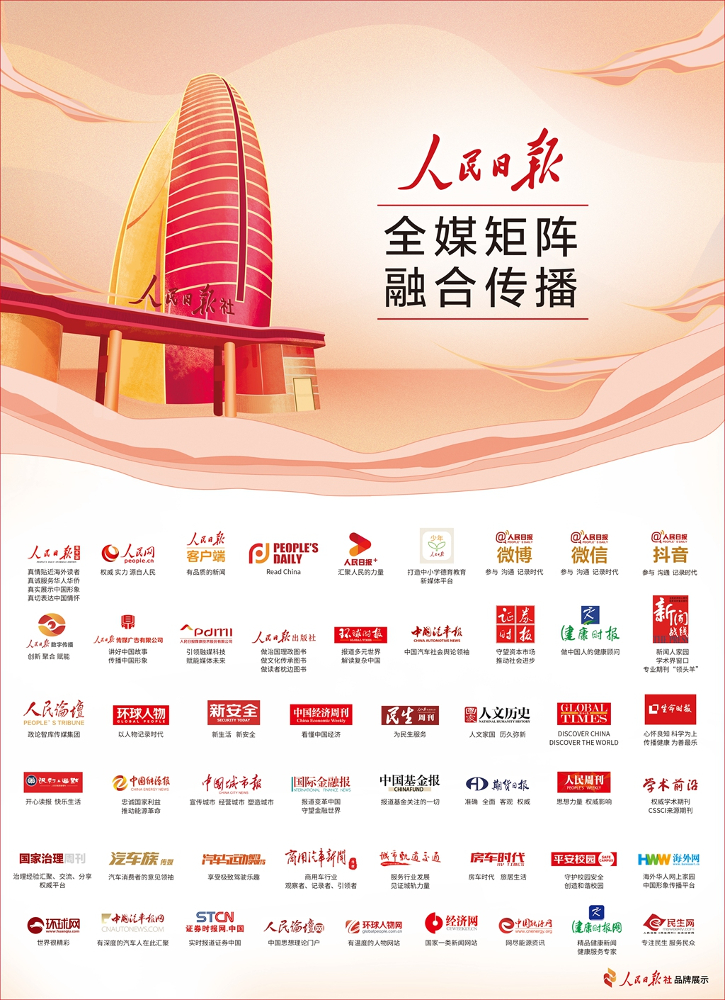 人民日报
全媒矩阵
融合传播
人民日报社
人民日报 海外版
PEOPLE'S DAILY OVERSEAS EDITION
真情贴近海外读者
真诚服务华人华侨
真实展示中国形象
真切表达中国情怀
人民网
people.cn
权威 实力 源自人民
人民日报
客户端
有品质的新闻
PEOPLE'S
DAILY
Read China
人民日报+
汇聚人民的力量
少年
人民日报
打造中小学德育教育
新媒体平台
@人民日报
PEOPLE'S DAILY
微博
参与 沟通 记录时代
@人民日报
PEOPLE'S DAILY
微信
参与 沟通 记录时代
@人民日报
PEOPLE'S DAILY
抖音
参与 沟通 记录时代
人民日报 数字传播
创新 聚合 赋能
人民日报 传媒广告有限公司
讲好中国故事
传播中国形象
人民日报媒体技术股份有限公司
引领融媒科技
赋能媒体未来
人民日报出版社
做治国理政图书
做文化传承图书
做读者枕边图书
环球时报
GLOBAL TIMES
报道多元世界
解读复杂中国
中国汽车报
CHINA AUTOMOTIVE NEWS
中国汽车社会舆论领袖
证券
时报
守望资本市场
推动社会进步
健康时报
做中国人的健康顾问
新闻
战线
THE PRESS
新闻人家园
学术界窗口
专业期刊“领头羊”
人民论坛
PEOPLE'S TRIBUNE
政论智库传媒集团
环球人物
GLOBAL PEOPLE
以人物记录时代
新安全
SECURITY TODAY
新生活 新安全
中国经济周刊
China Economic Weekly
看懂中国经济
民生 周刊
为民生服务
国家人文历史
NATIONAL HUMANITY HISTORY
人文家国 历久弥新
GLOBAL
TIMES
DISCOVER CHINA
DISCOVER THE WORLD
生命时报
心怀良知 科学为上
传播健康 为善最乐
讽刺与幽默
开心读报 快乐生活
中国能源报
CHINA ENERGY NEWS
忠诚国家利益
推动能源革命
中国城市报
CHINA CITY NEWS
宣传城市 经营城市 塑造城市
国际金融报
INTERNATIONAL FINANCE NEWS
报道变革中国
守望金融世界
中国基金报
CHINAFUND
报道基金关注的一切
期货日报
准确 全面 客观 权威
人民周刊
PEOPLE'S WEEKLY
思想力量 权威影响
学术前沿
权威学术期刊
CSSCI来源期刊
国家治理周刊
治理经验汇聚、交流、分享
权威平台
汽车族 传媒
汽车消费者的意见领袖
汽车与运动 AUTO SPORTS
享受极致驾驶乐趣
商用汽车新闻 传媒
商用车行业
观察者、记录者、引领者
城市轨道交通
服务行业发展
见证城轨力量
房车时代
RV TIMES
房车时代 旅居生活
平安校园 SAFE CAMPUS
守护校园安全
创造和谐校园
HWW 海外网
www.haiwainet.cn
海外华人网上家园
中国形象传播平台
环球网
www.huanqiu.com
世界很精彩
中国汽车报网
CNAUTONEWS.COM
有深度的汽车人在此汇聚
STCN
证券时报网.中国
实时报道证券中国
人民论坛网
中国思想理论门户
环球人物网
globalpeople.com.cn
有温度的人物网站
经济网
CEWEEKLY.CN
国家一类新闻网站
中国能源网
www.cnenergy.org
网尽能源资讯
健康时报网
精品健康新闻
健康服务专家
民生网
msweekly.com
专注民生 服务民众
人民日报社 品牌展示